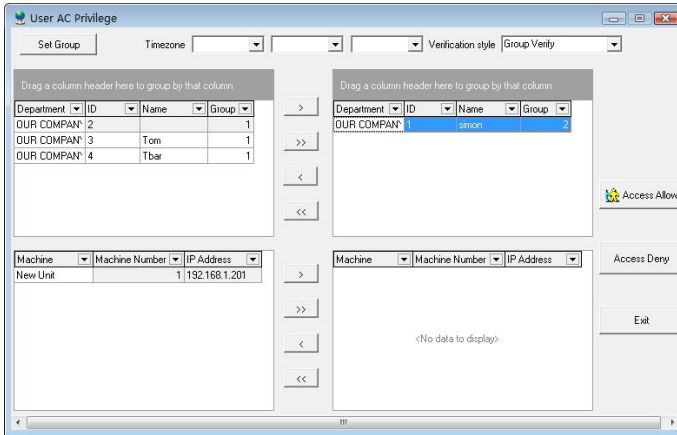 User AC Privilege
Set Group Timezone Verification style Group Verify
Drag a column header here to group by that column
Department ID Name Group
OUR COMPANY 2 1
OUR COMPANY 3 Tom 1
OUR COMPANY 4 Tbar 1
> 
>>
<
<<
Drag a column header here to group by that column
Department ID Name Group
OUR COMPANY 1 simon 2
Access Allow
Access Deny
Exit
Machine Machine Number IP Address
New Unit 1 192.168.1.201
>
>>
<
<<
Machine Machine Number IP Address
<No data to display>